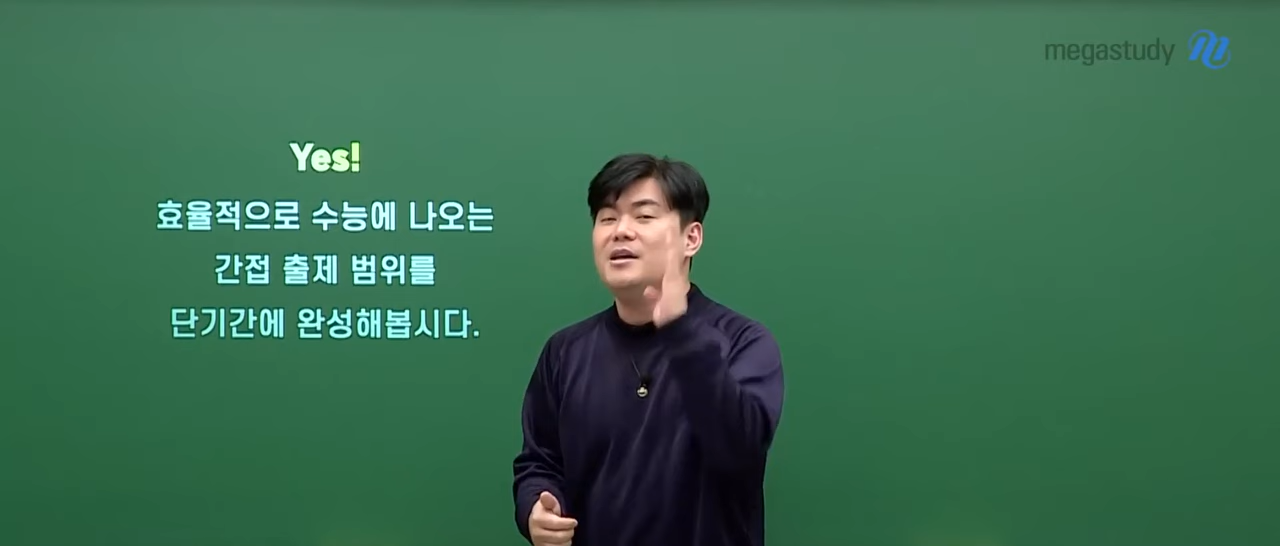 megastudy
Yes!
효율적으로 수능에 나오는
간접 출제 범위를
단기간에 완성해봅시다.